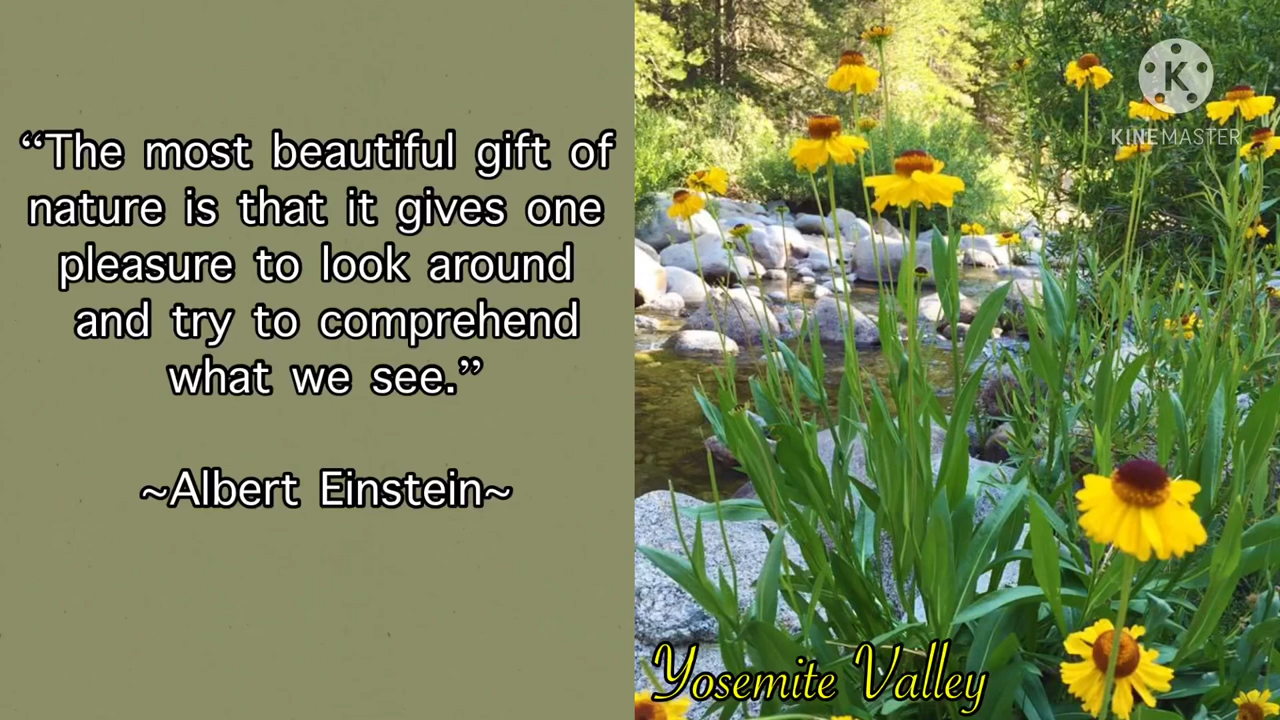 “The most beautiful gift of
nature is that it gives one
pleasure to look around
and try to comprehend
what we see.”
~Albert Einstein~
K
KINEMASTER
Yosemite Valley